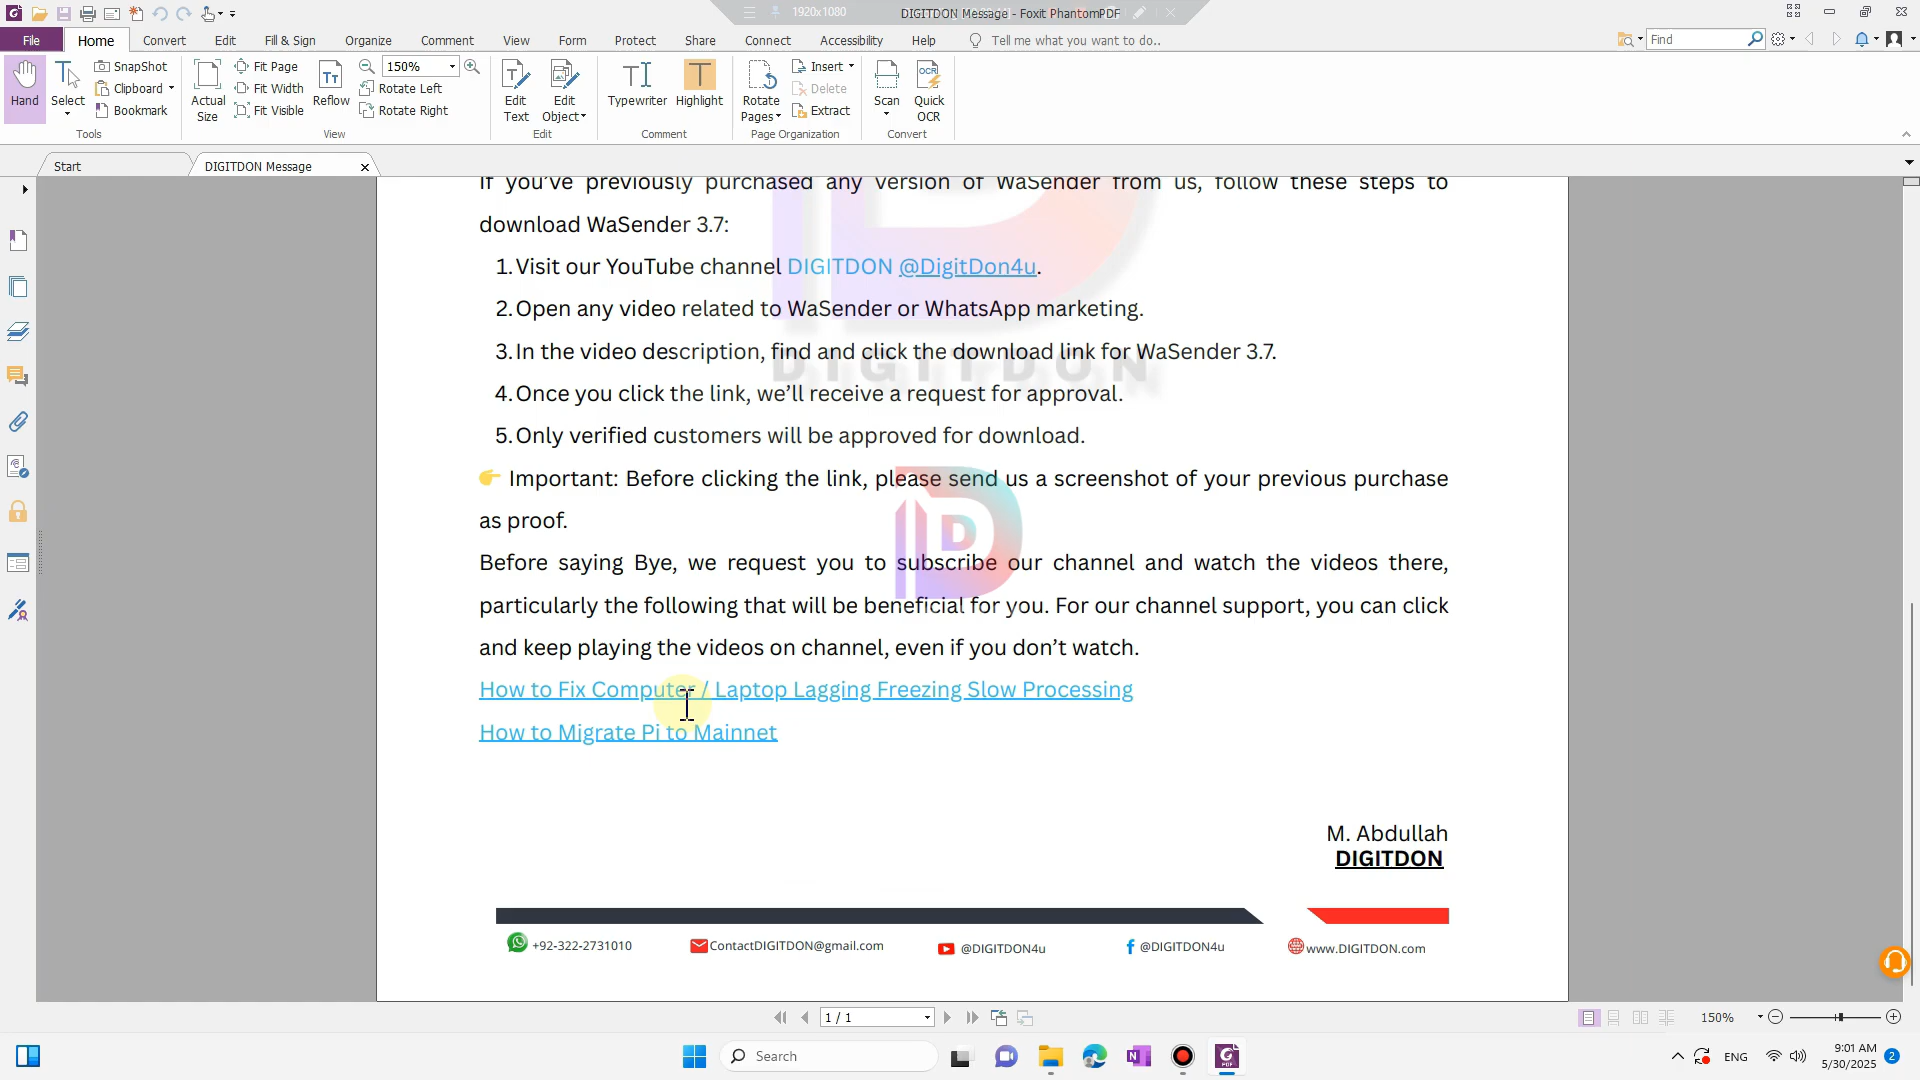 1920x1080
DIGITDON Message - Foxit PhantomPDF
File Home Convert Edit Fill & Sign Organize Comment View Form Protect Share Connect Accessibility Help Tell me what you want to do.. Find
Hand
Select
SnapShot
Clipboard
Bookmark
Tools
Actual Size
Fit Page
Fit Width
Fit Visible
Reflow
150%
Rotate Left
Rotate Right
View
Edit Text
Edit Object
Edit
Typewriter
Highlight
Comment
Rotate Pages
Insert
Delete
Extract
Page Organization
Scan
Quick OCR
Convert
Start
DIGITDON Message
If you've previously purchased any version of WaSender from us, follow these steps to
download WaSender 3.7:
1. Visit our YouTube channel DIGITDON @DigitDon4u.
2. Open any video related to WaSender or WhatsApp marketing.
3. In the video description, find and click the download link for WaSender 3.7.
DIGITDON
4. Once you click the link, we'll receive a request for approval.
5. Only verified customers will be approved for download.
👉 Important: Before clicking the link, please send us a screenshot of your previous purchase
as proof.
Before saying Bye, we request you to subscribe our channel and watch the videos there,
particularly the following that will be beneficial for you. For our channel support, you can click
and keep playing the videos on channel, even if you don't watch.
How to Fix Computer / Laptop Lagging Freezing Slow Processing
How to Migrate Pi to Mainnet
M. Abdullah
DIGITDON
+92-322-2731010 ContactDIGITDON@gmail.com @DIGITDON4u @DIGITDON4u www.DIGITDON.com
1 / 1
150%
Search
ENG
9:01 AM
5/30/2025
2